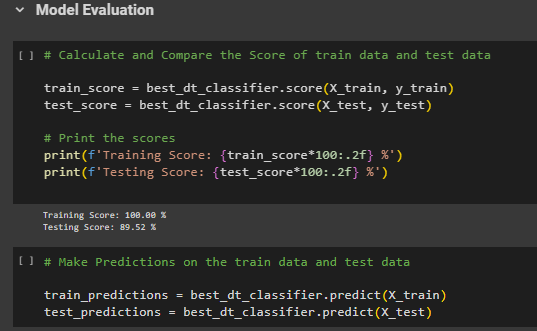 Model Evaluation
[ ] # Calculate and Compare the Score of train data and test data
train_score = best_dt_classifier.score(X_train, y_train)
test_score = best_dt_classifier.score(X_test, y_test)
# Print the scores
print(f'Training Score: {train_score*100:.2f} %')
print(f'Testing Score: {test_score*100:.2f} %')
Training Score: 100.00 %
Testing Score: 89.52 %
[ ] # Make Predictions on the train data and test data
train_predictions = best_dt_classifier.predict(X_train)
test_predictions = best_dt_classifier.predict(X_test)